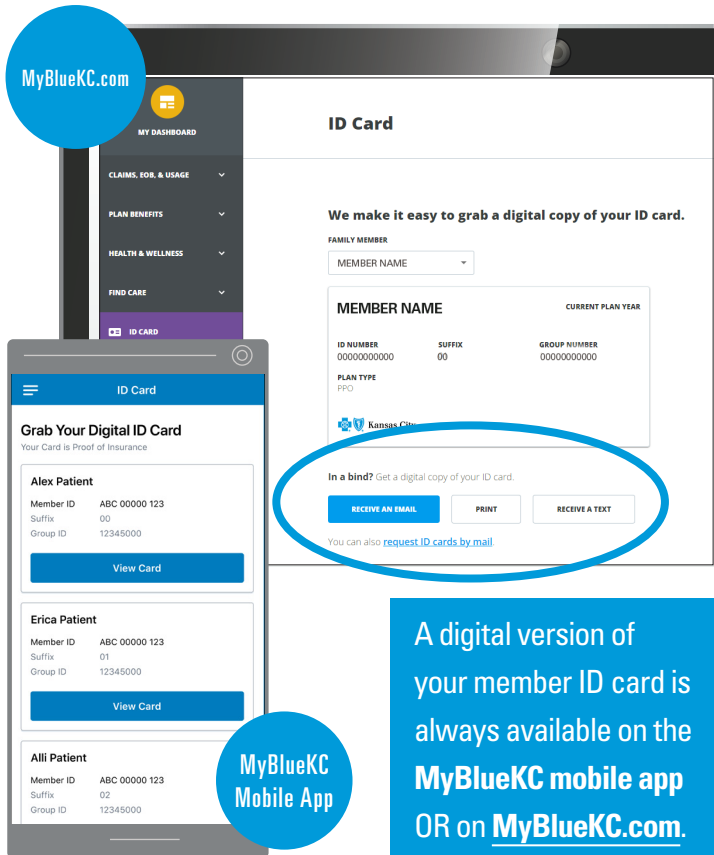 MyBlueKC.com
MY DASHBOARD
CLAIMS, EOB, & USAGE
PLAN BENEFITS
HEALTH & WELLNESS
FIND CARE
ID CARD
ID Card
We make it easy to grab a digital copy of your ID card.
FAMILY MEMBER
MEMBER NAME
MEMBER NAME CURRENT PLAN YEAR
ID NUMBER SUFFIX GROUP NUMBER
00000000000 00 00000000000
PLAN TYPE
PPO
Kansas City
In a bind? Get a digital copy of your ID card.
RECEIVE AN EMAIL PRINT RECEIVE A TEXT
You can also request ID cards by mail.
ID Card
Grab Your Digital ID Card
Your Card is Proof of Insurance
Alex Patient
Member ID ABC 00000 123
Suffix 00
Group ID 12345000
View Card
Erica Patient
Member ID ABC 00000 123
Suffix 01
Group ID 12345000
View Card
Alli Patient
Member ID ABC 00000 123
Suffix 02
Group ID 12345000
MyBlueKC
Mobile App
A digital version of
your member ID card is
always available on the
MyBlueKC mobile app
OR on MyBlueKC.com.